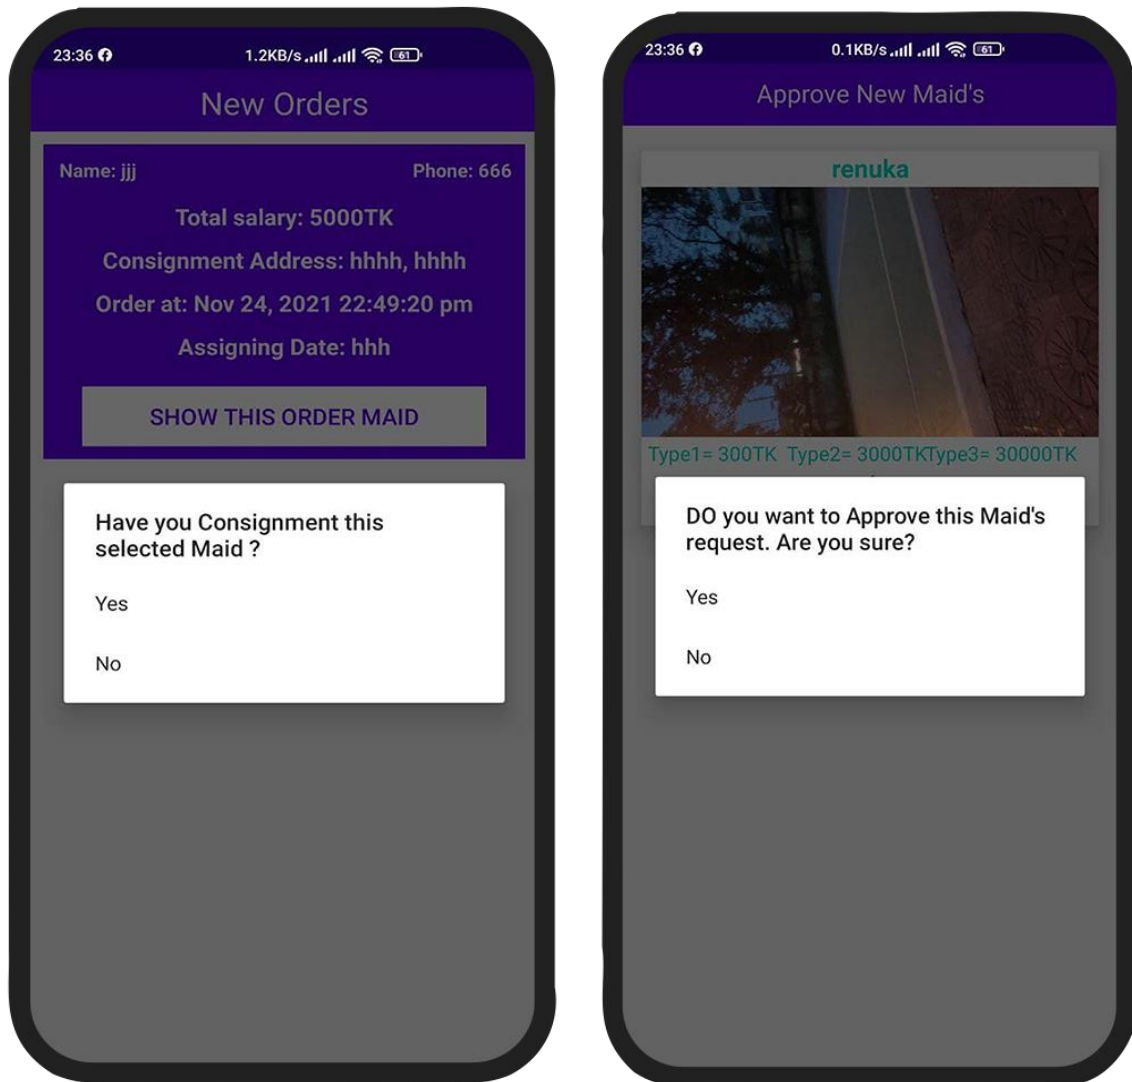 23:36 1.2KB/s 61
New Orders
Name: jjj Phone: 666
Total salary: 5000TK
Consignment Address: hhhh, hhhh
Order at: Nov 24, 2021 22:49:20 pm
Assigning Date: hhh
SHOW THIS ORDER MAID
Have you Consignment this
selected Maid ?
Yes
No
23:36 0.1KB/s 61
Approve New Maid's
renuka
Type1= 300TK Type2= 3000TKType3= 30000TK
DO you want to Approve this Maid's
request. Are you sure?
Yes
No